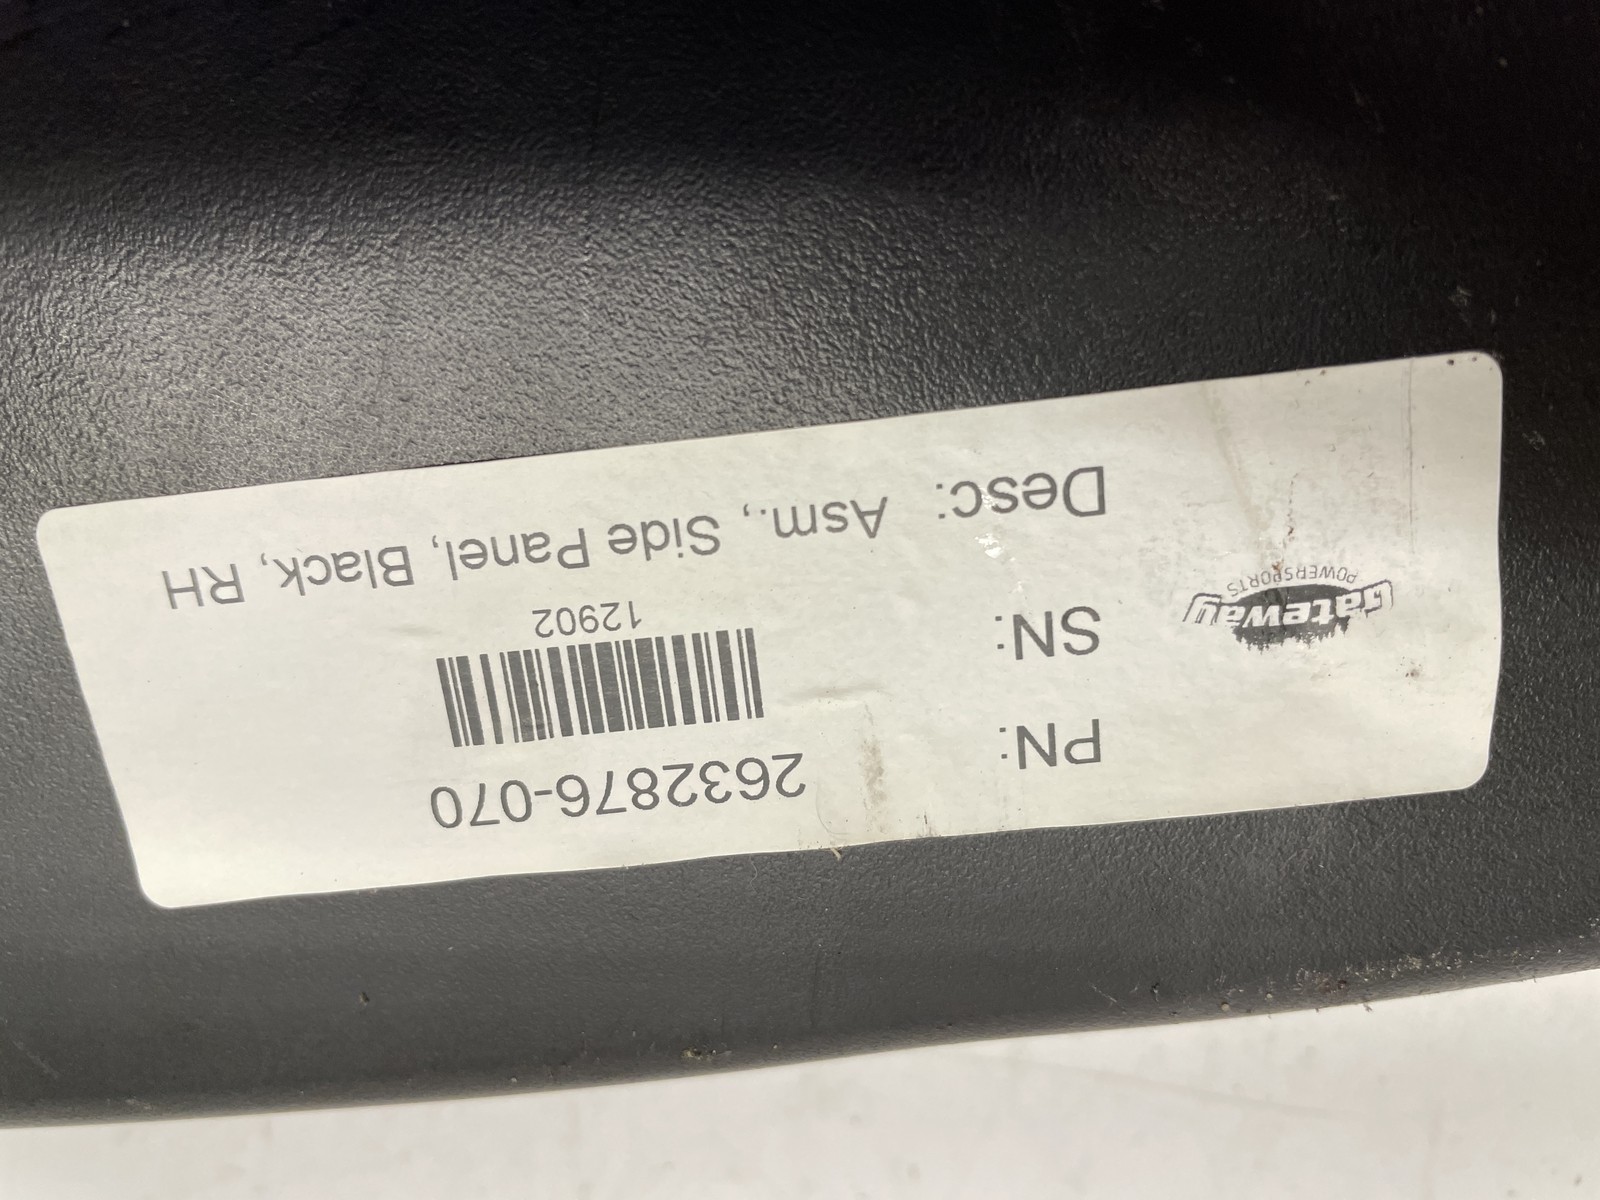 PN: 2632876-070
SN: 12902
Desc: Asm., Side Panel, Black, RH
Gateway
POWERSPORTS